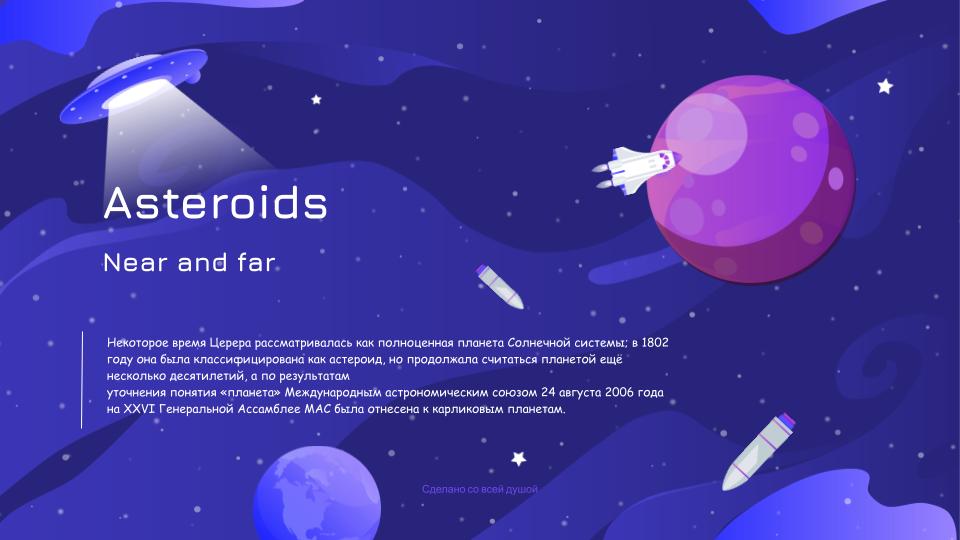 Asteroids
Near and far
Некоторое время Церера рассматривалась как полноценная планета Солнечной системы; в 1802
году она была классифицирована как астероид, но продолжала считаться планетой ещё
несколько десятилетий, а по результатам
уточнения понятия «планета» Международным астрономическим союзом 24 августа 2006 года
на XXVI Генеральной Ассамблее МАС была отнесена к карликовым планетам.
Сделано со всей душой